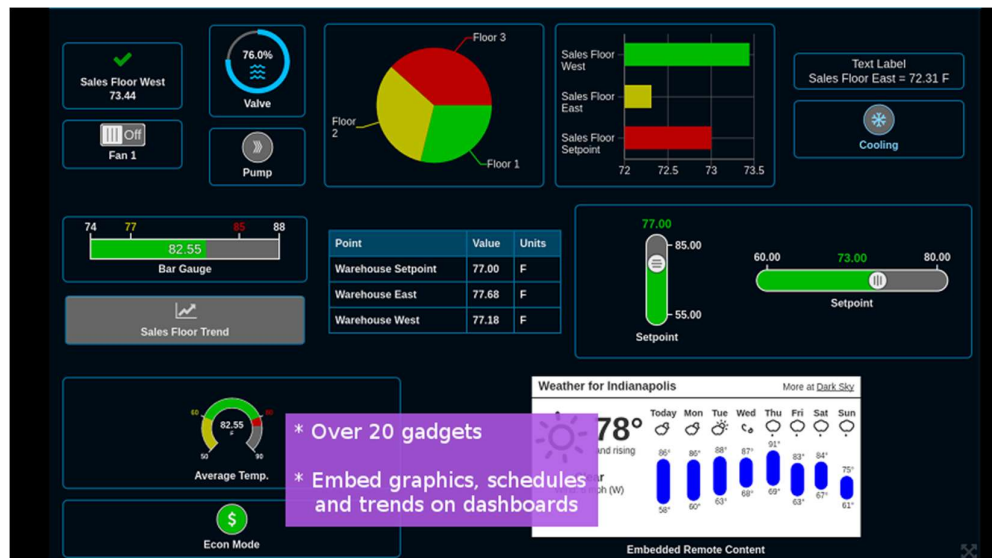 Sales Floor West
73.44
76.0%
Valve
Floor 3
Floor
2
Floor 1
Sales Floor
West
Sales Floor
East
Sales Floor
Setpoint
72 72.5 73 73.5
Text Label
Sales Floor East = 72.31 F
Off
Fan 1
Pump
Cooling
74 77 85 88
82.55
Bar Gauge
Sales Floor Trend
Point Value Units
Warehouse Setpoint 77.00 F
Warehouse East 77.68 F
Warehouse West 77.18 F
77.00
85.00
55.00
Setpoint
60.00 73.00 80.00
Setpoint
60 80
82.55
F
50 90
Average Temp.
$
Econ Mode
* Over 20 gadgets
* Embed graphics, schedules
and trends on dashboards
Weather for Indianapolis More at Dark Sky
78°
and rising
(W)
Today Mon Tue Wed Thu Fri Sat Sun
86° 86° 88° 87° 91° 83° 84° 75°
58° 60° 63° 68° 69° 63° 67° 61°
Embedded Remote Content